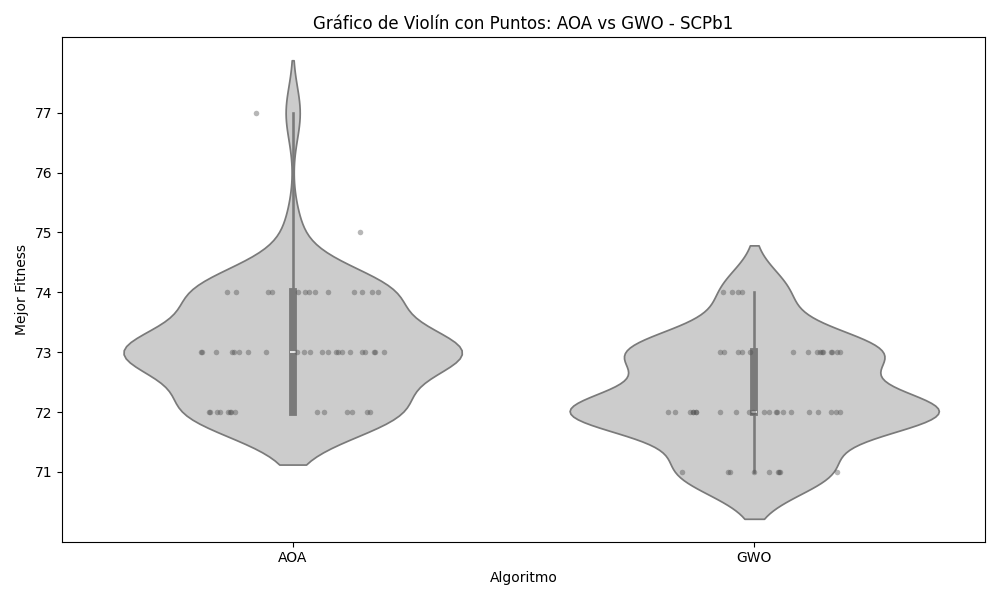 Gráfico de Violín con Puntos: AOA vs GWO - SCPb1
Mejor Fitness
77
76
75
74
73
72
71
AOA
GWO
Algoritmo